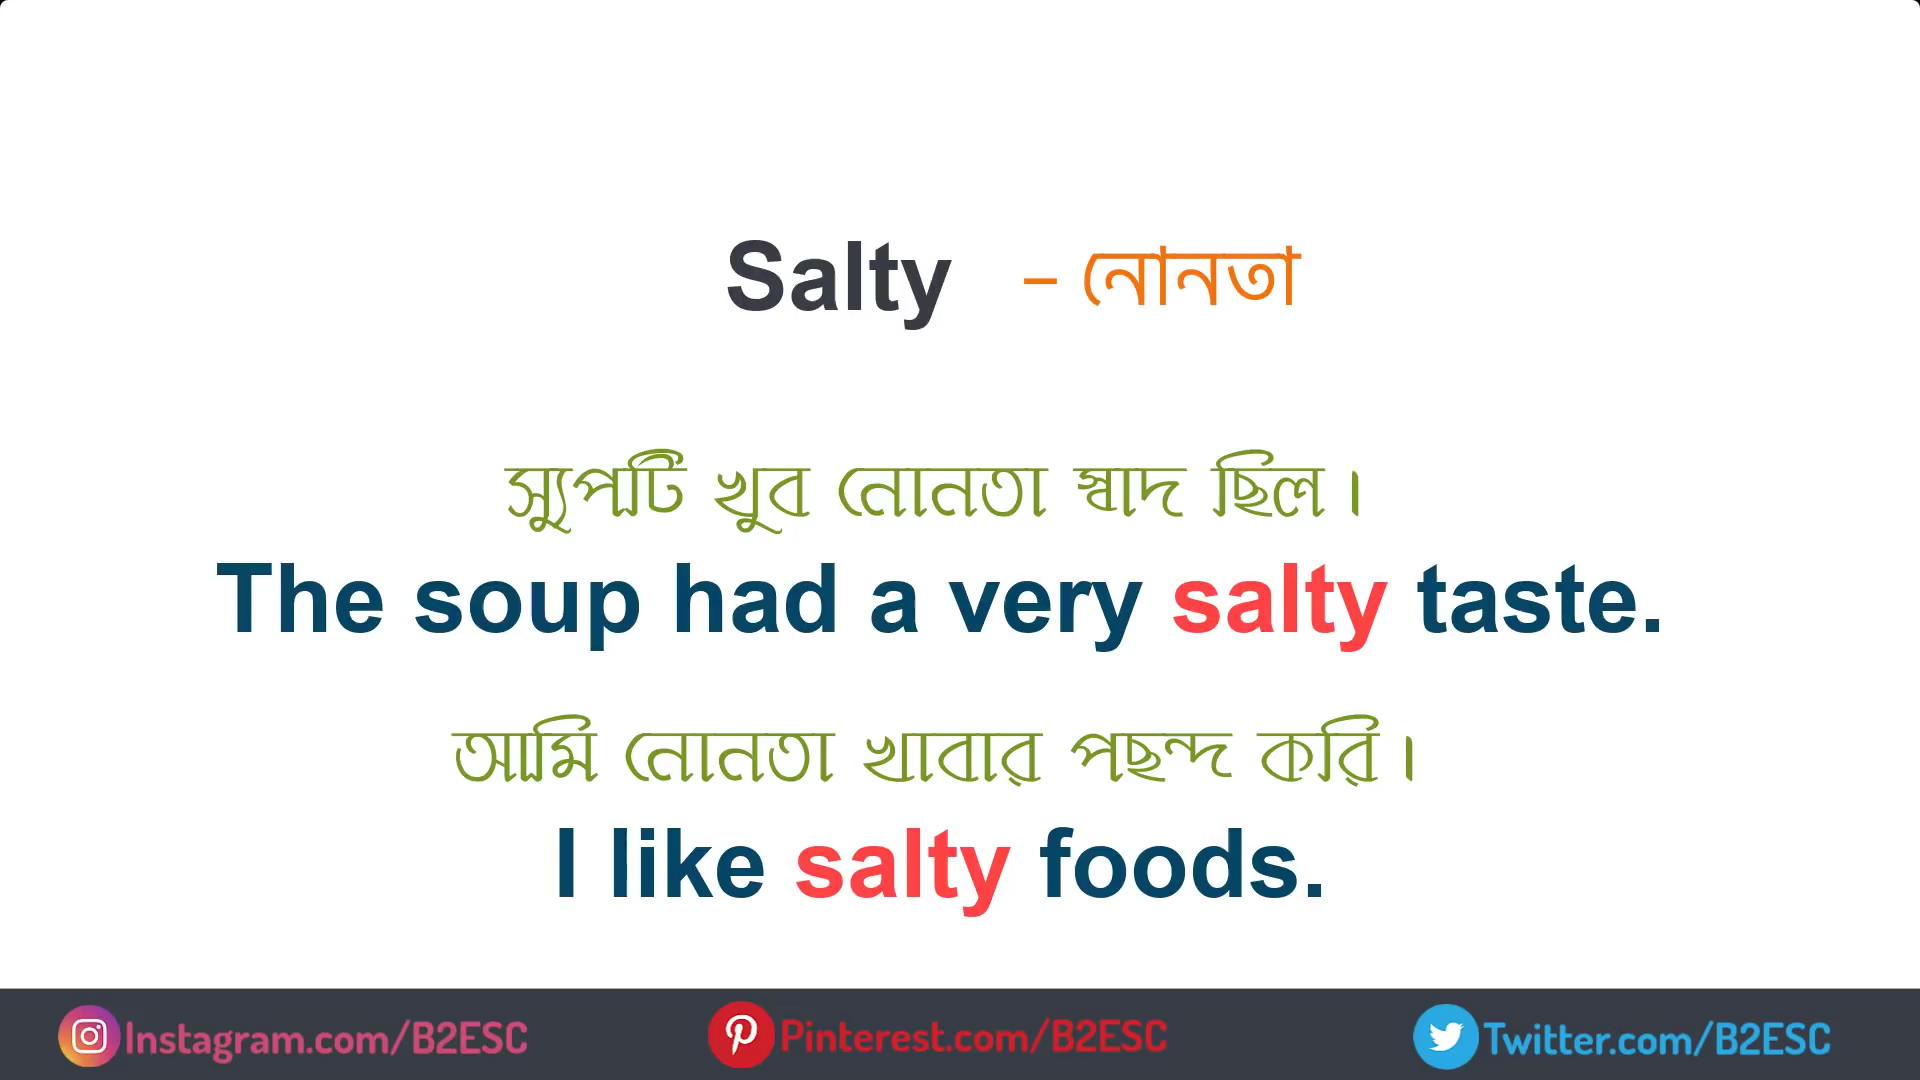 Salty – নোনতা
স্যুপটি খুব নোনতা স্বাদ ছিল।
The soup had a very salty taste.
আমি নোনতা খাবার পছন্দ করি।
I like salty foods.
Instagram.com/B2ESC Pinterest.com/B2ESC Twitter.com/B2ESC